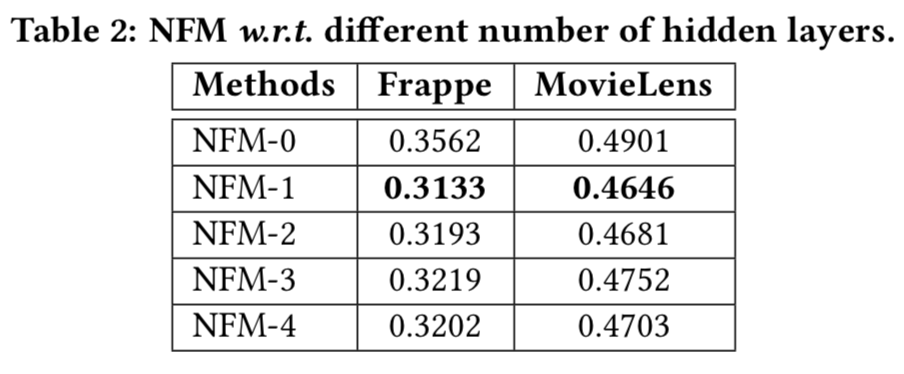 Table 2: NFM w.r.t. different number of hidden layers.
Methods Frappe MovieLens
NFM-0 0.3562 0.4901
NFM-1 0.3133 0.4646
NFM-2 0.3193 0.4681
NFM-3 0.3219 0.4752
NFM-4 0.3202 0.4703